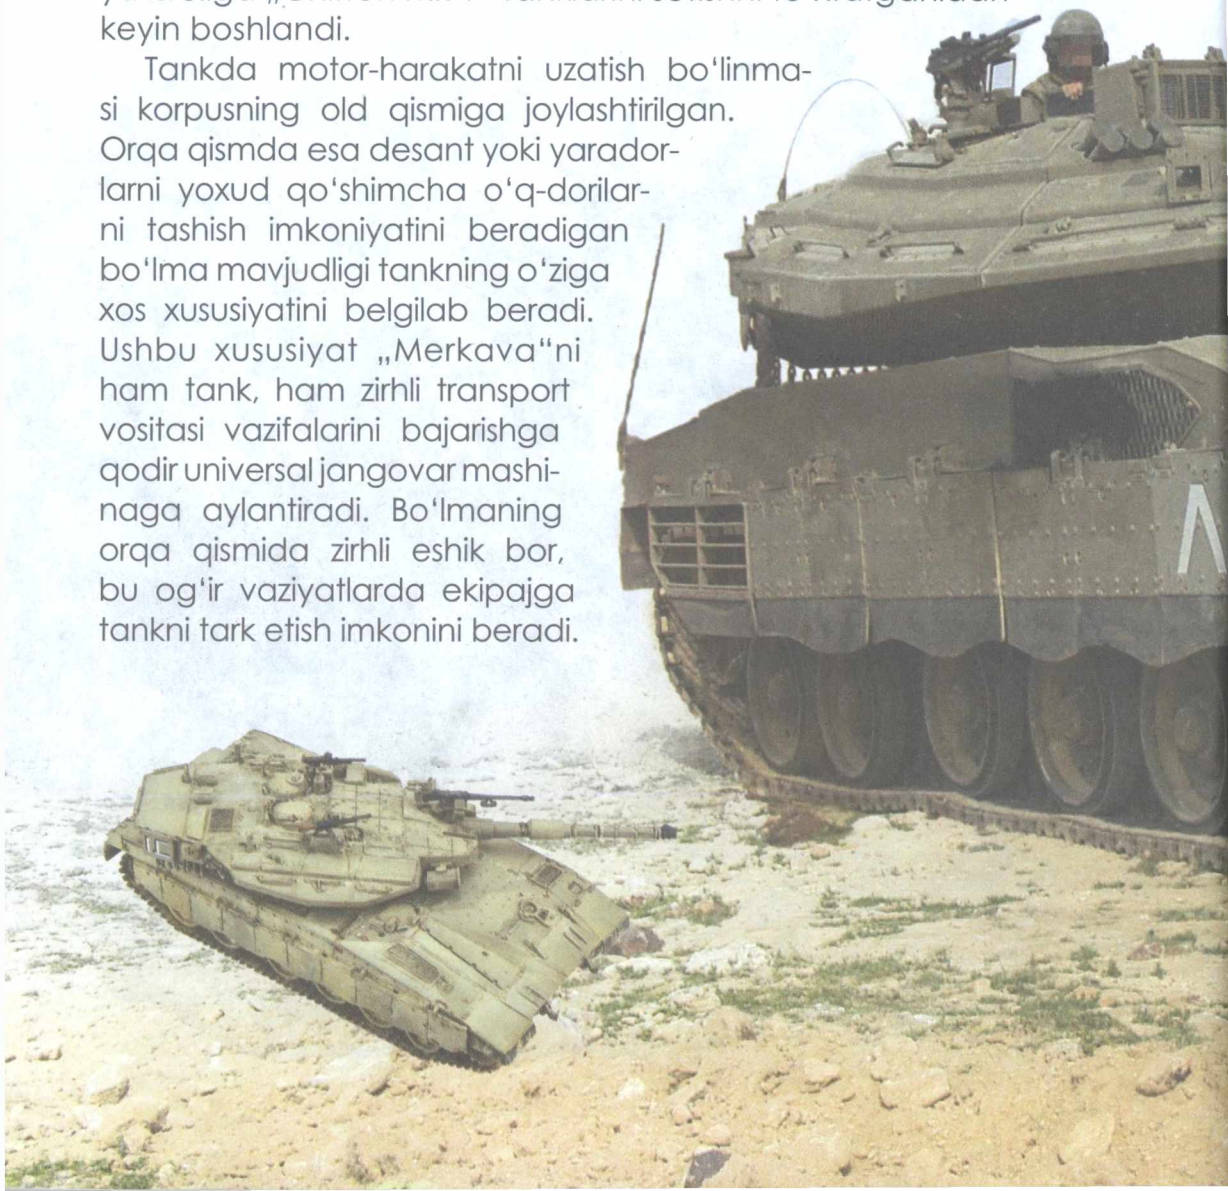 keyin boshlandi.
Tankda motor-harakatni uzatish bo‘linma-
si korpusning old qismiga joylashtirilgan.
Orqa qismda esa desant yoki yarador-
larni yoxud qo‘shimcha o‘q-dorilar-
ni tashish imkoniyatini beradigan
bo‘lma mavjudligi tankning o‘ziga
xos xususiyatini belgilab beradi.
Ushbu xususiyat „Merkava“ni
ham tank, ham zirhli transport
vositasi vazifalarini bajarishga
qodir universal jangovar mashi-
naga aylantiradi. Bo‘lmaning
orqa qismida zirhli eshik bor,
bu og‘ir vaziyatlarda ekipajga
tankni tark etish imkonini beradi.